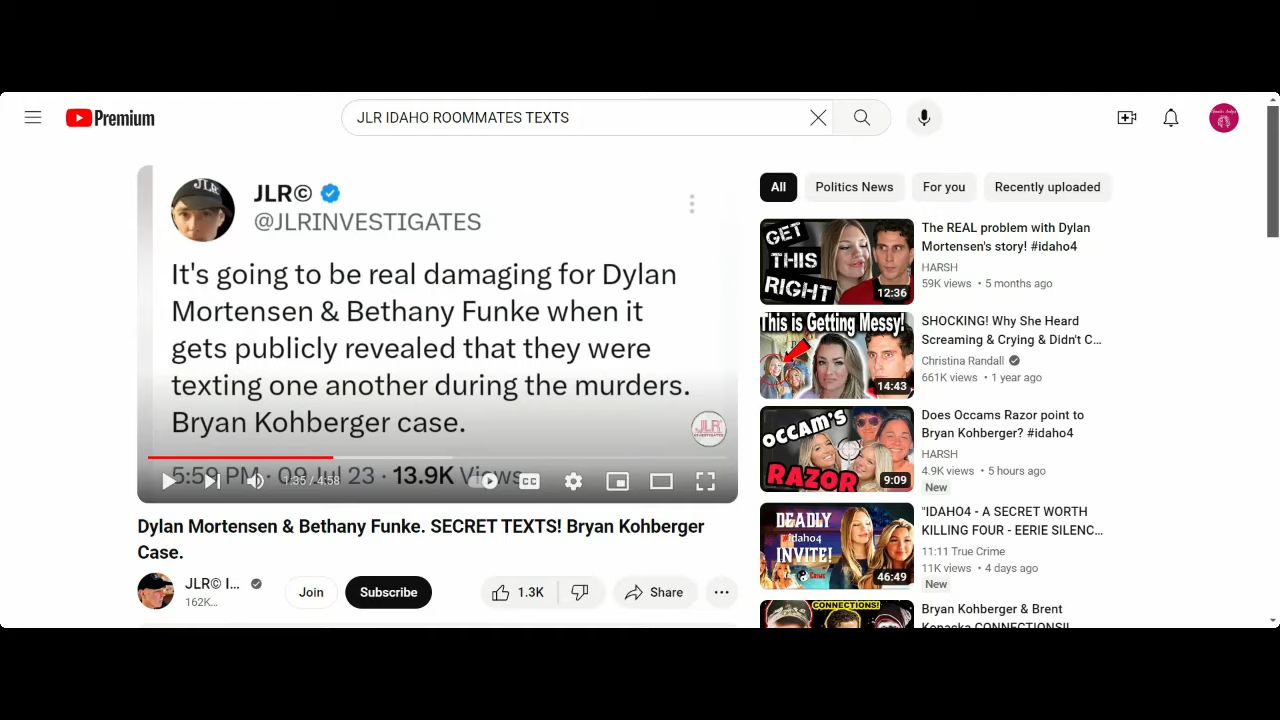 Premium
JLR IDAHO ROOMMATES TEXTS
JLR
JLR©
@JLRINVESTIGATES
It's going to be real damaging for Dylan
Mortensen & Bethany Funke when it
gets publicly revealed that they were
texting one another during the murders.
Bryan Kohberger case.
JLR
5:59 PM · 09 Jul 23 · 13.9K Views
1:35 / 4:58
CC
Dylan Mortensen & Bethany Funke. SECRET TEXTS! Bryan Kohberger
Case.
JLR© I...
162K...
Join
Subscribe
1.3K
Share
All
Politics News
For you
Recently uploaded
GET
THIS
RIGHT
12:36
The REAL problem with Dylan
Mortensen's story! #idaho4
HARSH
59K views • 5 months ago
This is Getting Messy!
14:43
SHOCKING! Why She Heard
Screaming & Crying & Didn't C...
Christina Randall
661K views • 1 year ago
OCCAM'S
RAZOR
9:09
Does Occams Razor point to
Bryan Kohberger? #idaho4
HARSH
4.9K views • 5 hours ago
New
DEADLY
idaho4
INVITE!
46:49
"IDAHO4 - A SECRET WORTH
KILLING FOUR - EERIE SILENC...
11:11 True Crime
11K views • 4 days ago
New
CONNECTIONS!
Bryan Kohberger & Brent
Kopacka CONNECTIONS!!